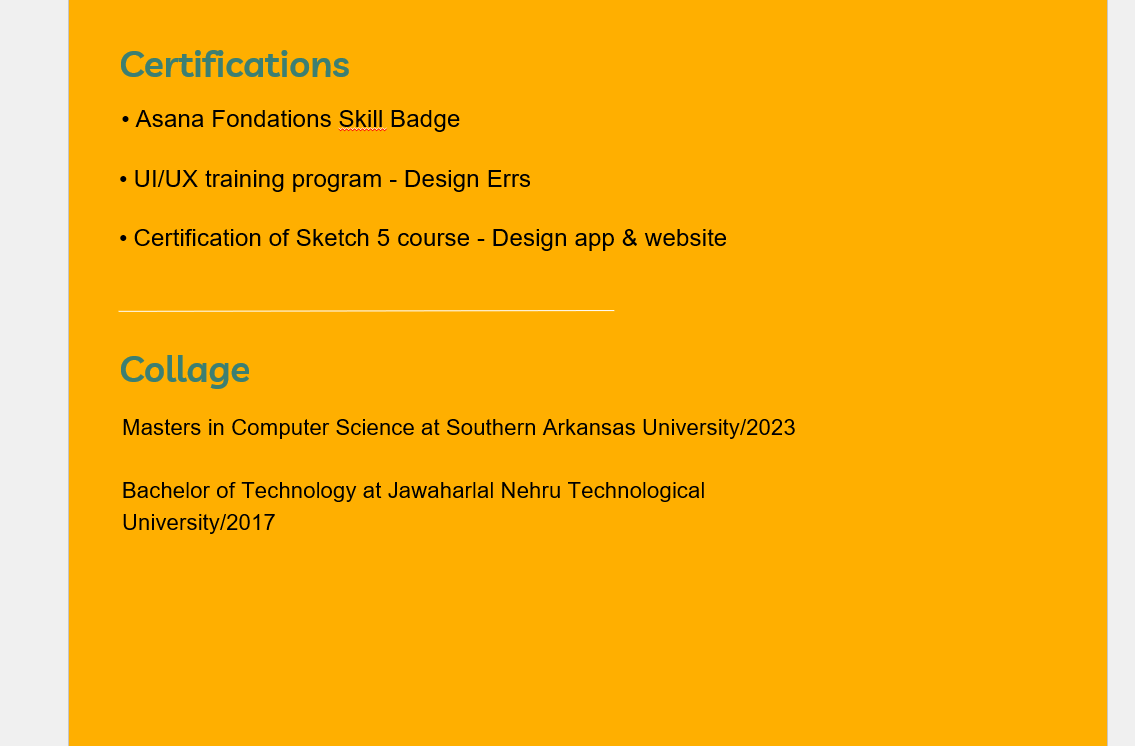 Certifications
• Asana Fondations Skill Badge
• UI/UX training program - Design Errs
• Certification of Sketch 5 course - Design app & website
Collage
Masters in Computer Science at Southern Arkansas University/2023
Bachelor of Technology at Jawaharlal Nehru Technological
University/2017